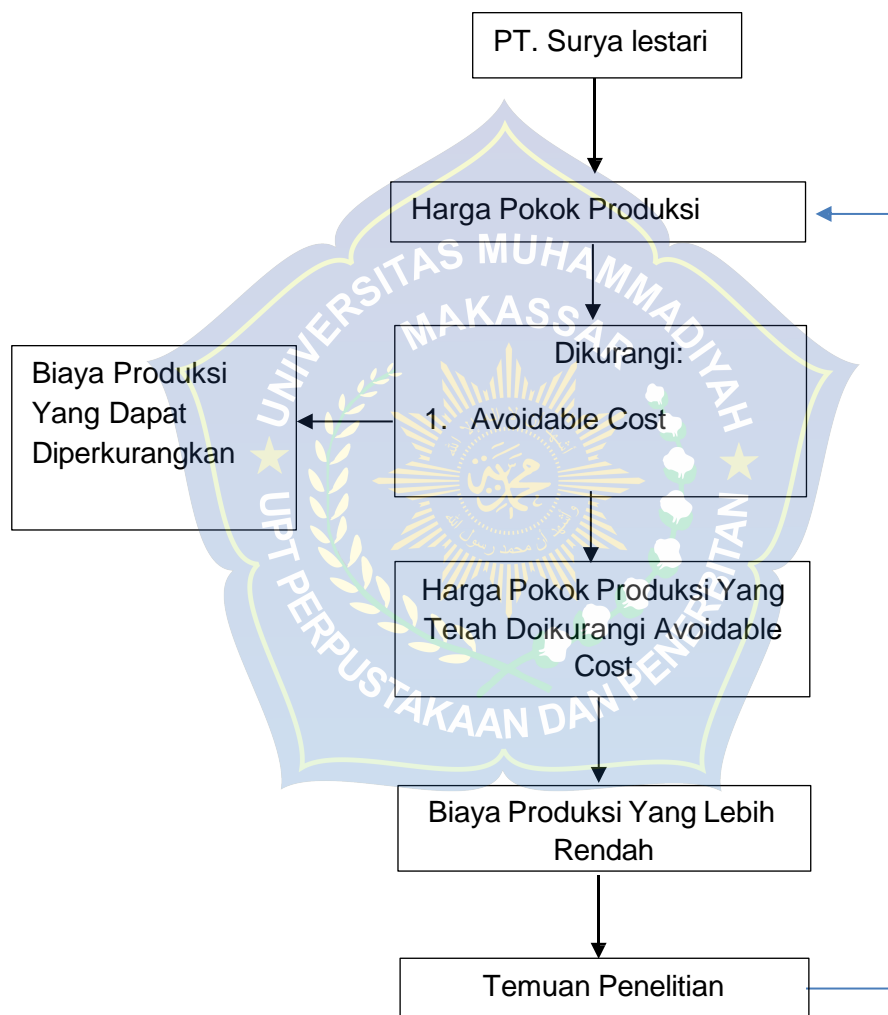 PT. Surya lestari
Harga Pokok Produksi
UNIVERSITAS MUHAMMADIYAH
MAKASSAR
Dikurangi:
1. Avoidable Cost
Biaya Produksi
Yang Dapat
Diperkurangkan
Harga Pokok Produksi Yang
Telah Doikurangi Avoidable
Cost
UPT PERPUSTAKAAN DAN PENERBITAN
Biaya Produksi Yang Lebih
Rendah
Temuan Penelitian